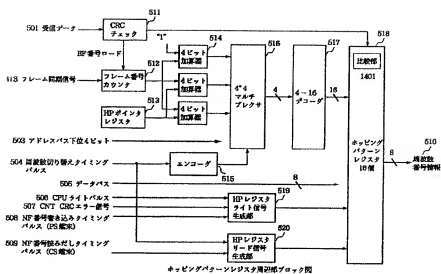 501 受信データ
CRC
チェック
511
HP番号ロード
"1"
4ビット
加算器
514
516
517
518
比較部
1401
フレーム同期信号
フレーム番号
カウンタ
512
4ビット
加算器
4*4
マルチ
プレクサ
4
4－16
デコーダ
16
HPポインタ
レジスタ
513
4ビット
加算器
503 アドレスバス下位4ビット
504 周波数切り替えタイミング
パルス
エンコーダ
515
505 データバス
8
506 CPUライトパルス
507 CNT CRCエラー信号
508 NF番号書き込みタイミング
パルス (PS端末)
HPレジスタ
ライト信号
生成部
519
509 NF番号読みだしタイミング
パルス (CS端末)
HPレジスタ
リード信号
生成部
520
ホッピング
パターン
レジスタ
16個
8
510
周波数
番号情報
ホッピングパターンレジスタ周辺部ブロック図